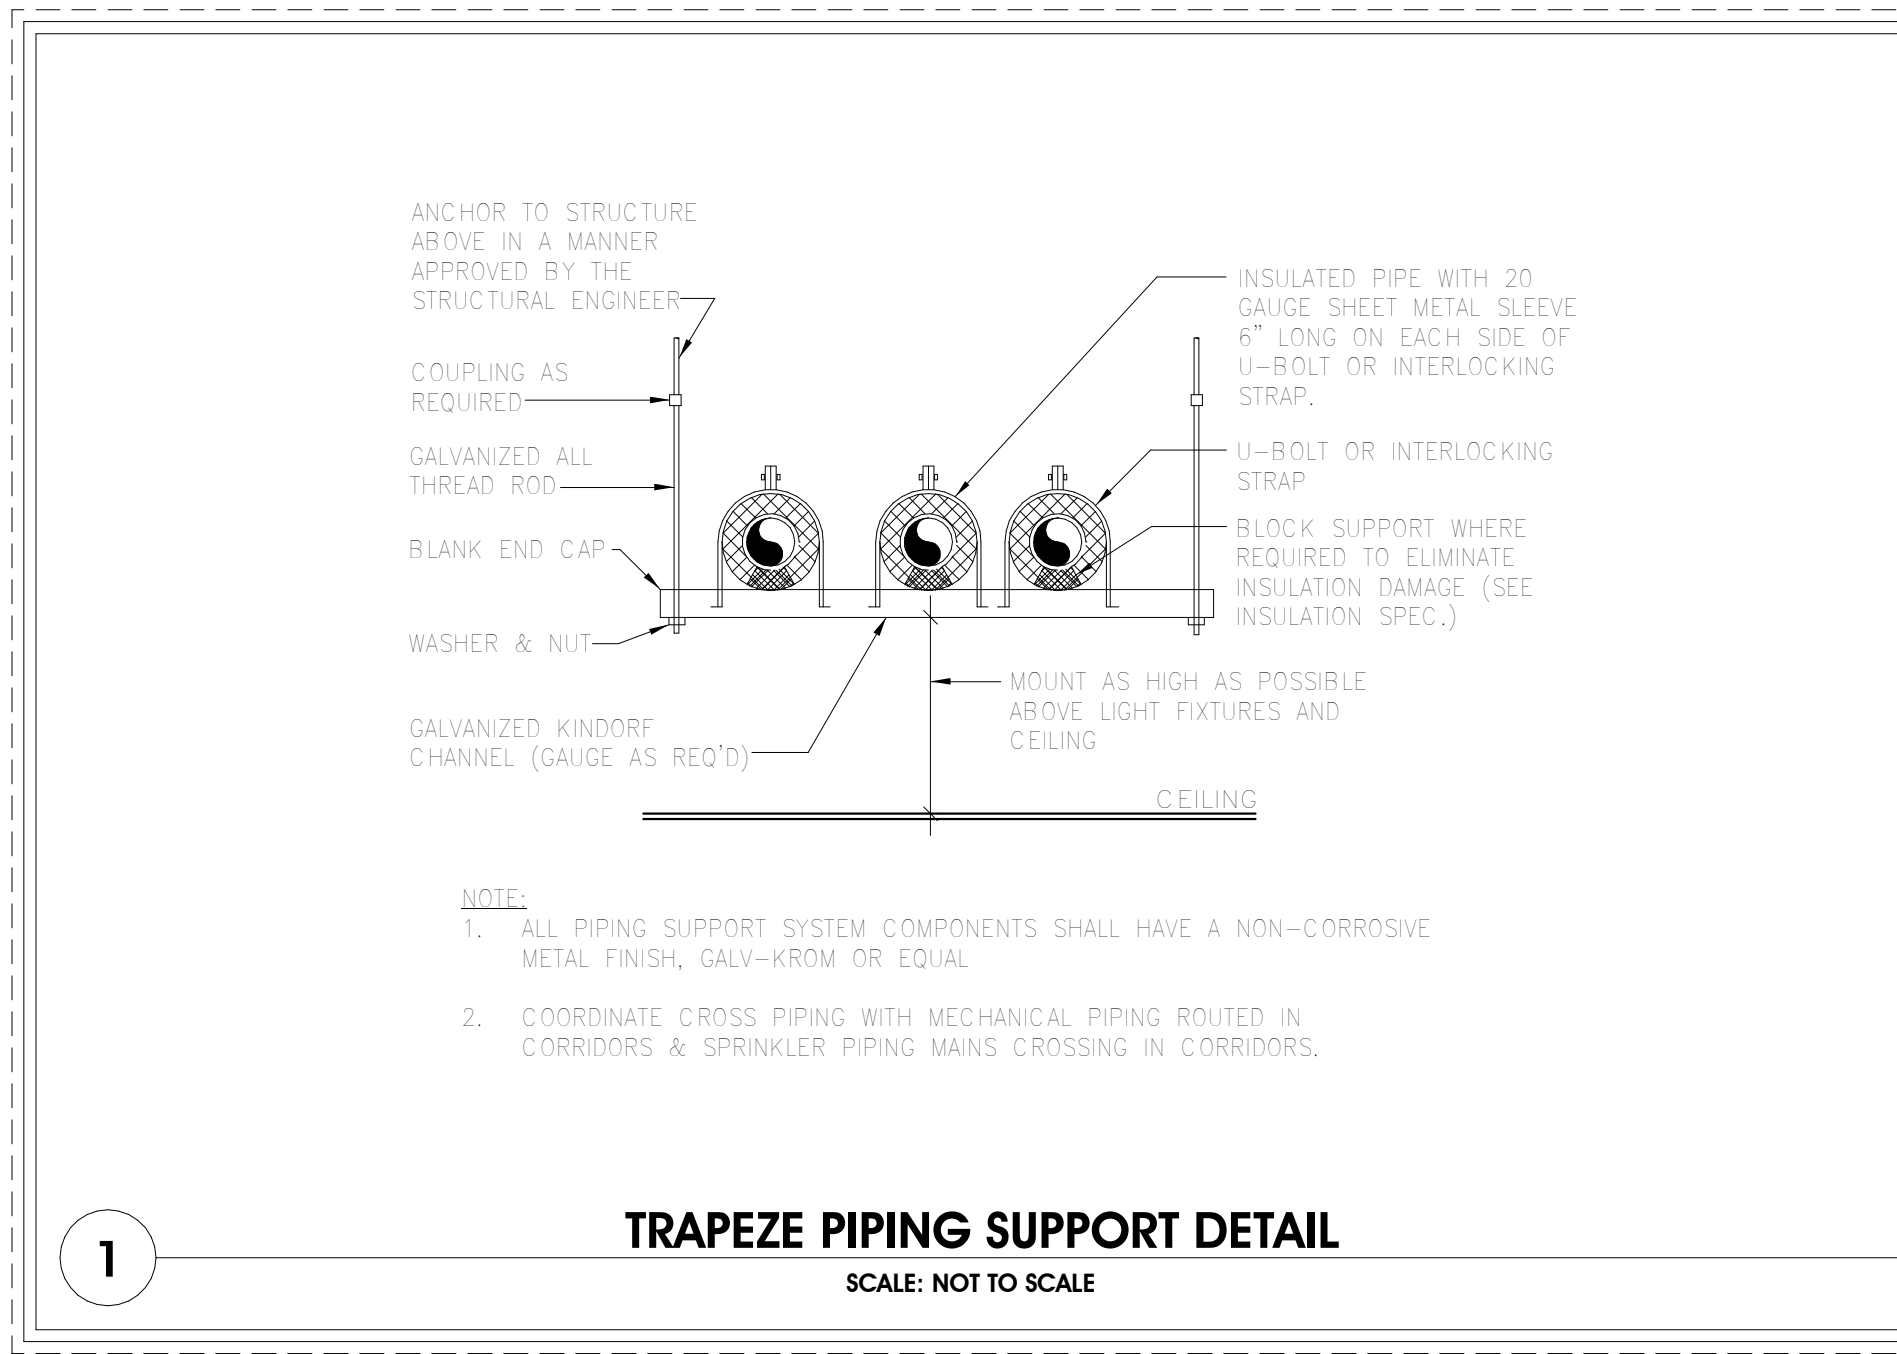 ANCHOR TO STRUCTURE
ABOVE IN A MANNER
APPROVED BY THE
STRUCTURAL ENGINEER
COUPLING AS
REQUIRED
GALVANIZED ALL
THREAD ROD
BLANK END CAP
WASHER & NUT
GALVANIZED KINDORF
CHANNEL (GAUGE AS REQ'D)
INSULATED PIPE WITH 20
GAUGE SHEET METAL SLEEVE
6" LONG ON EACH SIDE OF
U-BOLT OR INTERLOCKING
STRAP.
U-BOLT OR INTERLOCKING
STRAP
BLOCK SUPPORT WHERE
REQUIRED TO ELIMINATE
INSULATION DAMAGE (SEE
INSULATION SPEC.)
MOUNT AS HIGH AS POSSIBLE
ABOVE LIGHT FIXTURES AND
CEILING
CEILING
NOTE:
1. ALL PIPING SUPPORT SYSTEM COMPONENTS SHALL HAVE A NON-CORROSIVE
METAL FINISH, GALV-KROM OR EQUAL
2. COORDINATE CROSS PIPING WITH MECHANICAL PIPING ROUTED IN
CORRIDORS & SPRINKLER PIPING MAINS CROSSING IN CORRIDORS.
1
TRAPEZE PIPING SUPPORT DETAIL
SCALE: NOT TO SCALE